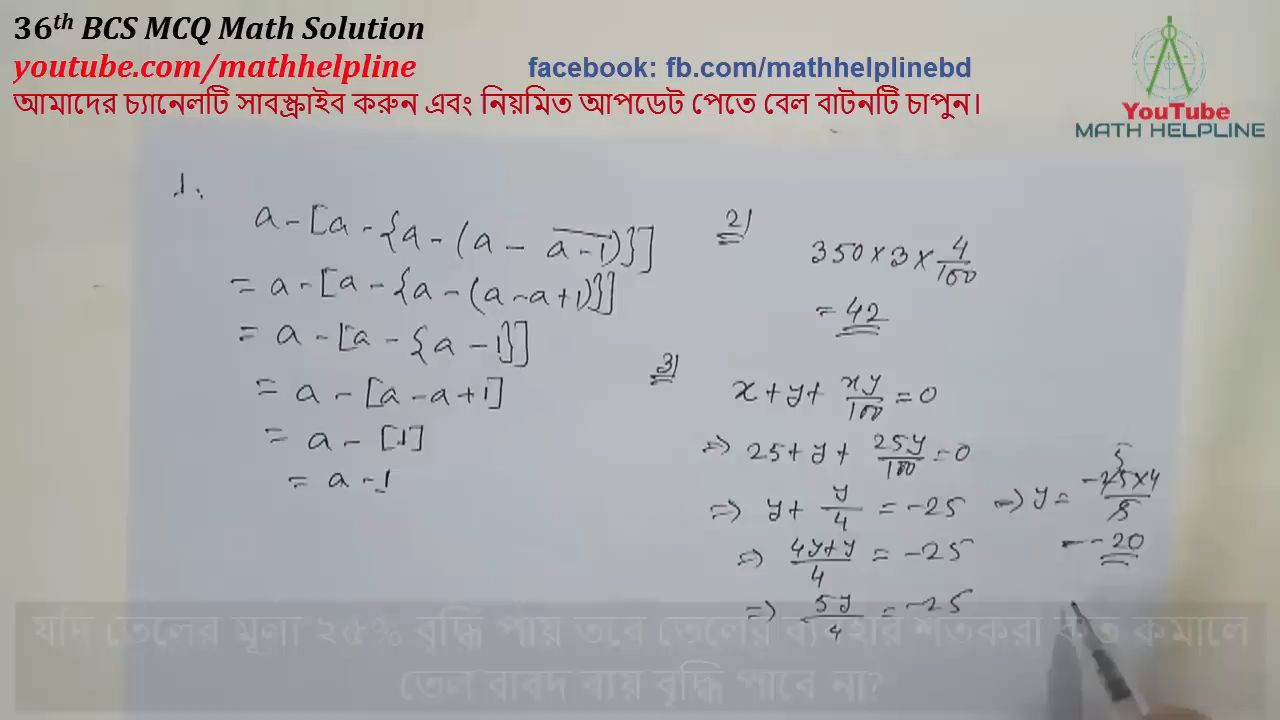 36th BCS MCQ Math Solution
youtube.com/mathhelpline
facebook: fb.com/mathhelplinebd
আমাদের চ্যানেলটি সাবস্ক্রাইব করুন এবং নিয়মিত আপডেট পেতে বেল বাটনটি চাপুন।
YouTube
MATH HELPLINE
1.
a-[a-{a-(a-a̅-̅1̅)}]
= a-[a-{a-(a-a+1)}]
= a-[a-{a-1}]
= a-[a-a+1]
= a-[1]
= a-1
2)
350×3×4/100
= 42
3)
x+y+xy/100=0
⇒ 25+y+25y/100=0
⇒ y+y/4 = -25
⇒ 4y+y/4 = -25
⇒ 5y/4 = -25
⇒ y = -25×4/5
5
= -20
যদি তেলের মূল্য ২৫% বৃদ্ধি পায় তবে তেলের ব্যবহার শতকরা কত কমালে
তেল বাবদ ব্যয় বৃদ্ধি পাবে না?